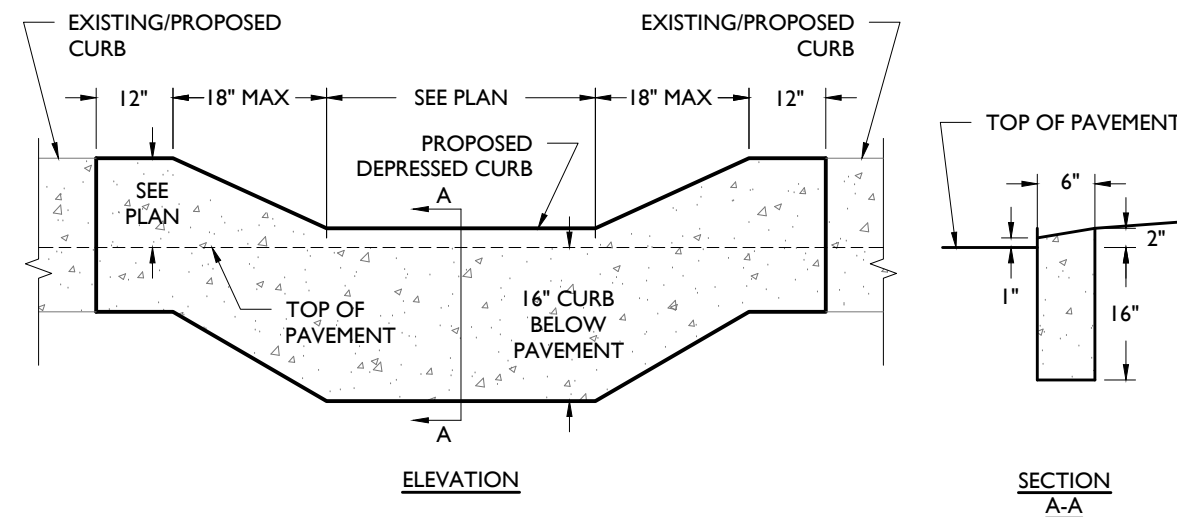 EXISTING/PROPOSED
CURB
EXISTING/PROPOSED
CURB
12"
18" MAX
SEE PLAN
18" MAX
12"
TOP OF PAVEMENT
PROPOSED
DEPRESSED CURB
SEE
PLAN
A
6"
2"
1"
TOP OF
PAVEMENT
16" CURB
BELOW
PAVEMENT
16"
A
ELEVATION
SECTION
A-A